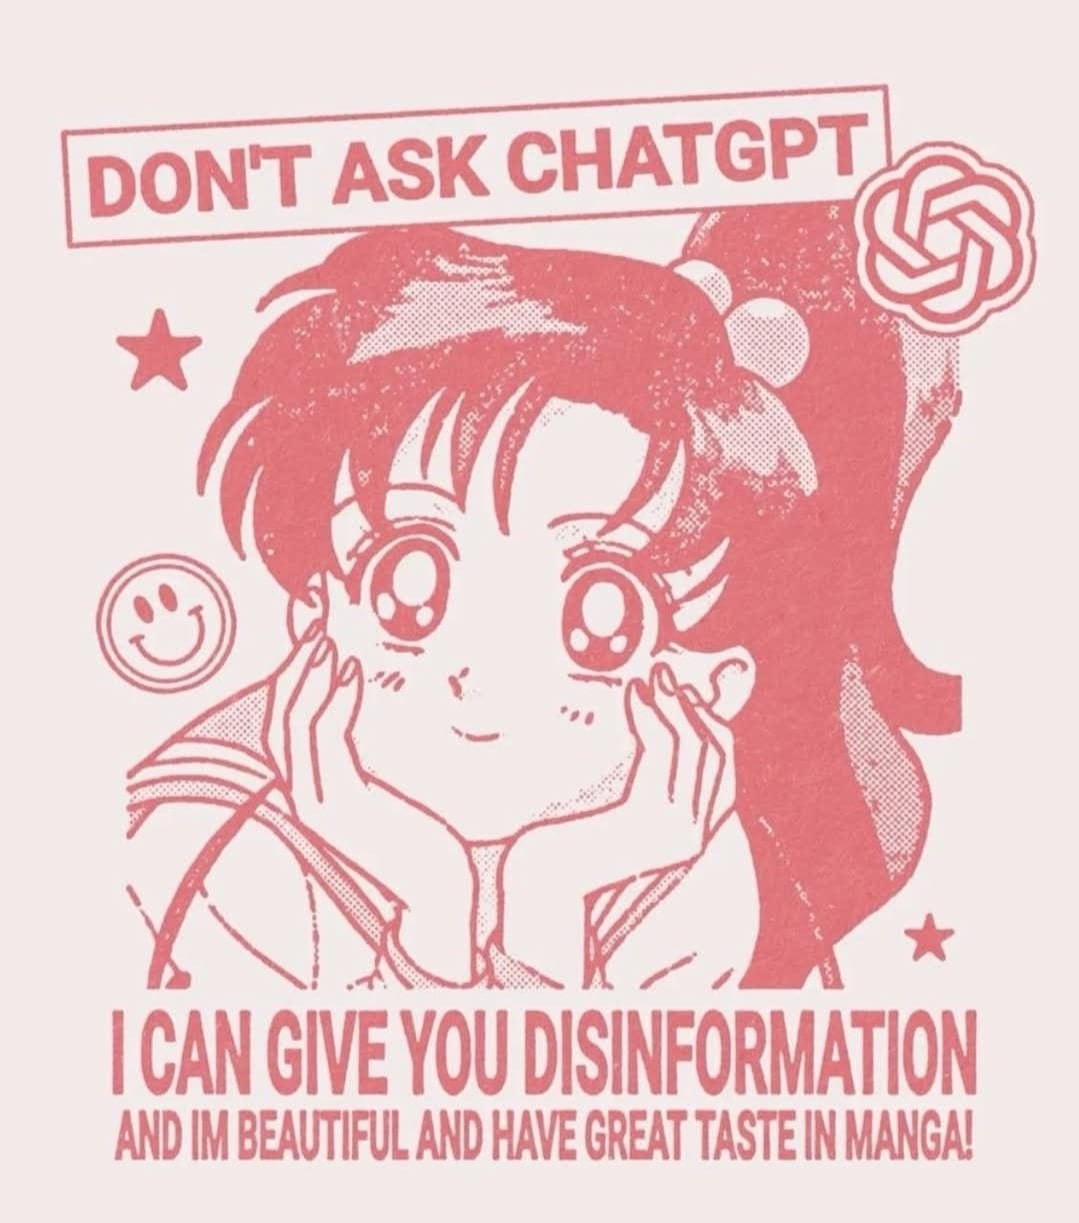 DON'T ASK CHATGPT
I CAN GIVE YOU DISINFORMATION
AND IM BEAUTIFUL AND HAVE GREAT TASTE IN MANGA!